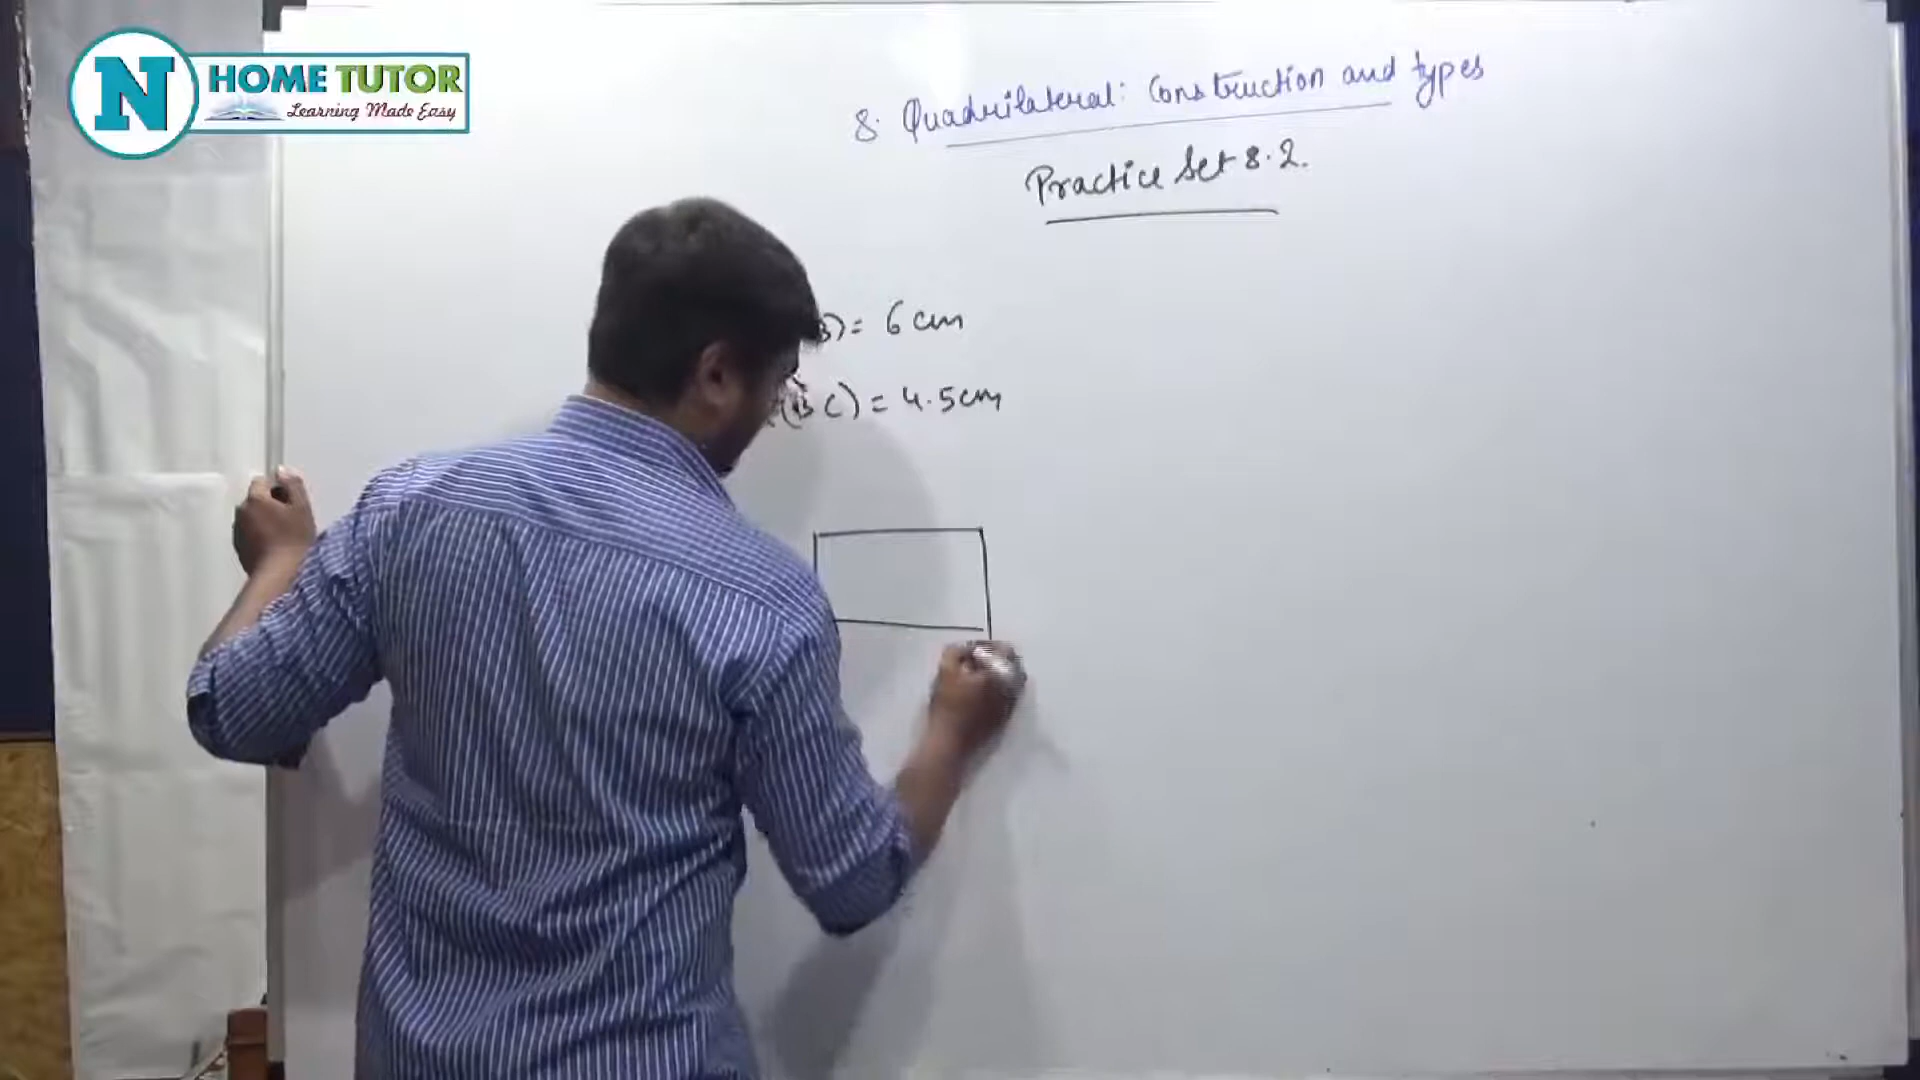 N HOME TUTOR
Learning Made Easy
8. Quadrilateral: Construction and types
Practice Set 8.2.
B) = 6 cm
(BC) = 4.5cm